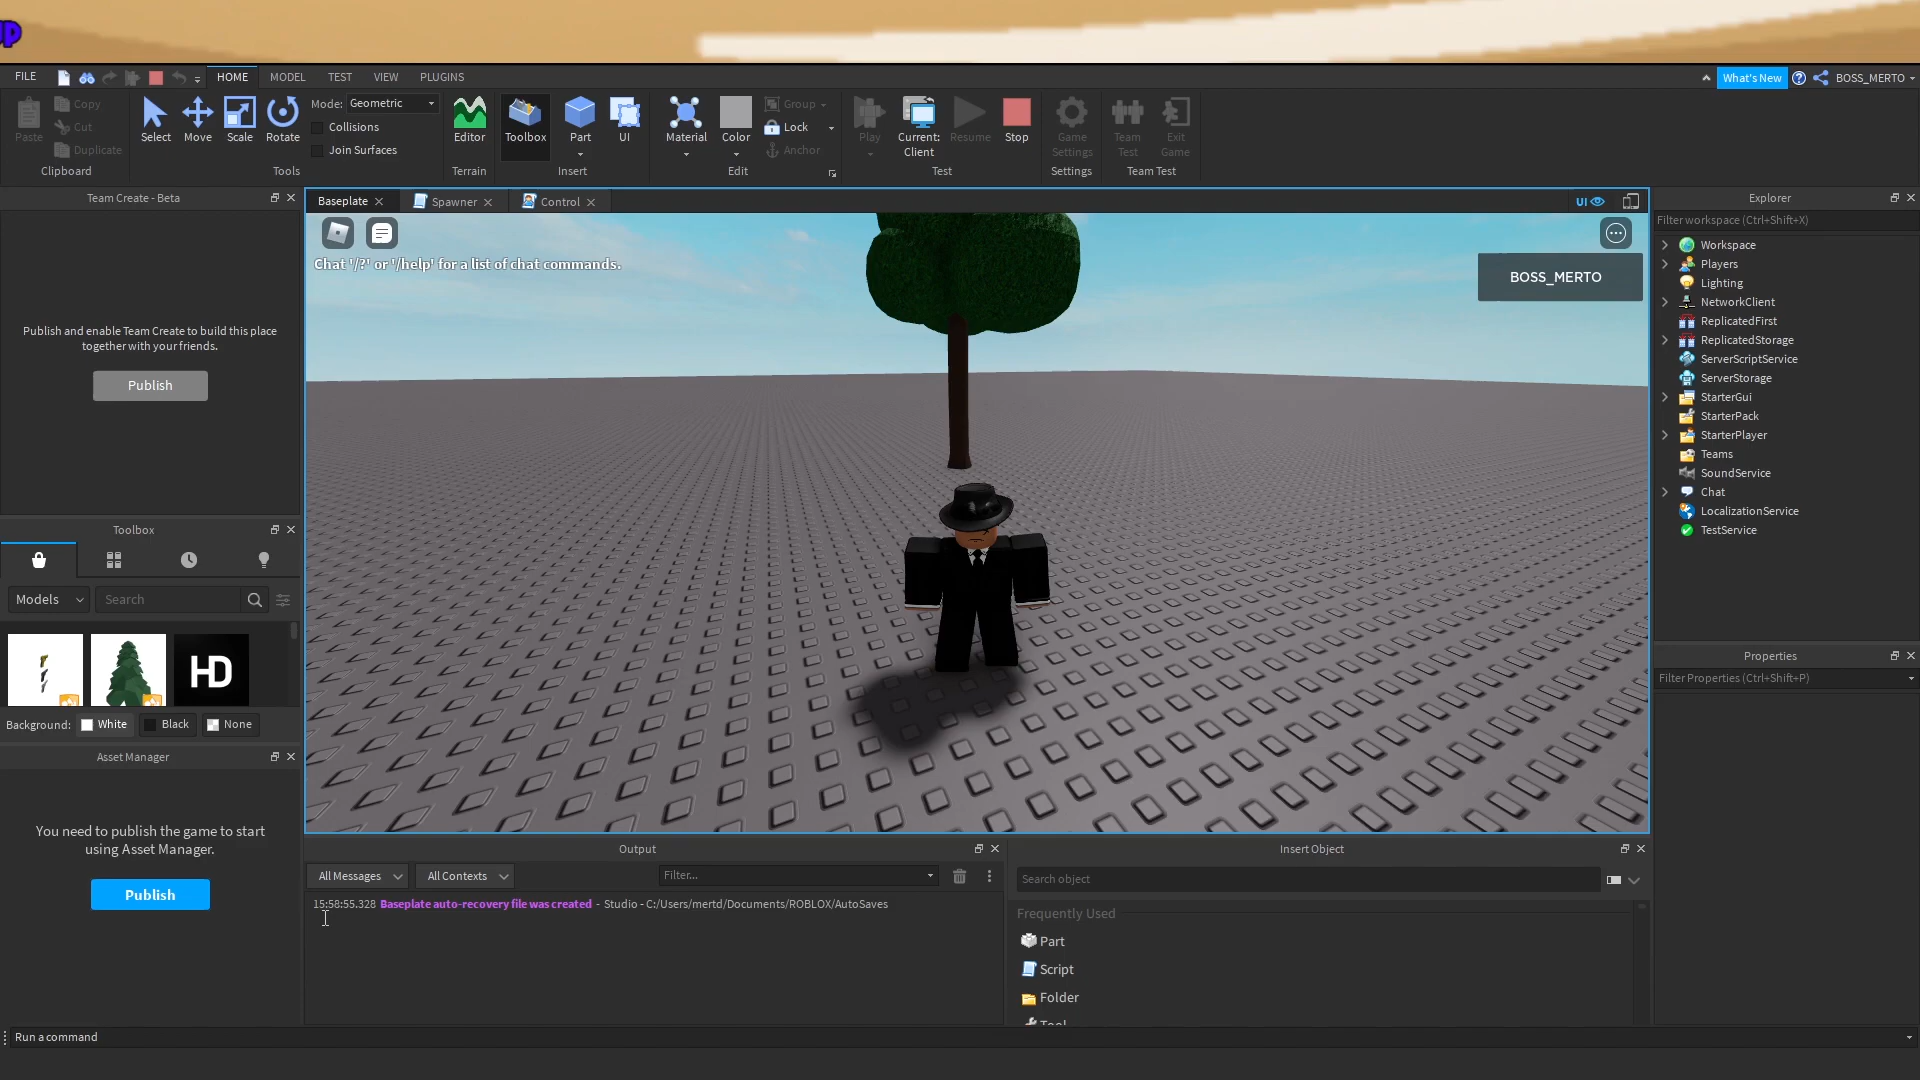 up
FILE
HOME
MODEL
TEST
VIEW
PLUGINS
What's New
BOSS_MERTO
Paste
Copy
Cut
Duplicate
Clipboard
Select
Move
Scale
Rotate
Mode: Geometric
Collisions
Join Surfaces
Tools
Editor
Terrain
Toolbox
Part
UI
Insert
Material
Color
Group
Lock
Anchor
Edit
Play
Current:
Client
Resume
Stop
Test
Game
Settings
Settings
Team
Test
Exit
Game
Team Test
Team Create - Beta
Publish and enable Team Create to build this place
together with your friends.
Publish
Toolbox
Models
Search
HD
Background:
White
Black
None
Asset Manager
You need to publish the game to start
using Asset Manager.
Publish
Baseplate
Spawner
Control
UI
Chat '/?' or '/help' for a list of chat commands.
BOSS_MERTO
Output
All Messages
All Contexts
Filter...
15:58:55.328 Baseplate auto-recovery file was created - Studio - C:/Users/mertd/Documents/ROBLOX/AutoSaves
Insert Object
Search object
Frequently Used
Part
Script
Folder
Tool
Explorer
Filter workspace (Ctrl+Shift+X)
Workspace
Players
Lighting
NetworkClient
ReplicatedFirst
ReplicatedStorage
ServerScriptService
ServerStorage
StarterGui
StarterPack
StarterPlayer
Teams
SoundService
Chat
LocalizationService
TestService
Properties
Filter Properties (Ctrl+Shift+P)
Run a command